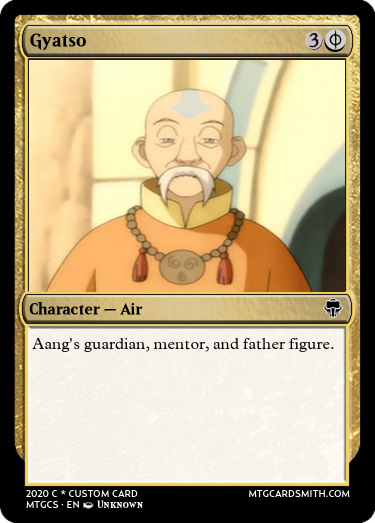 Gyatso 3
Character — Air
Aang's guardian, mentor, and father figure.
2020 C * CUSTOM CARD
MTGCS · EN Unknown
MTGCARDSMITH.COM